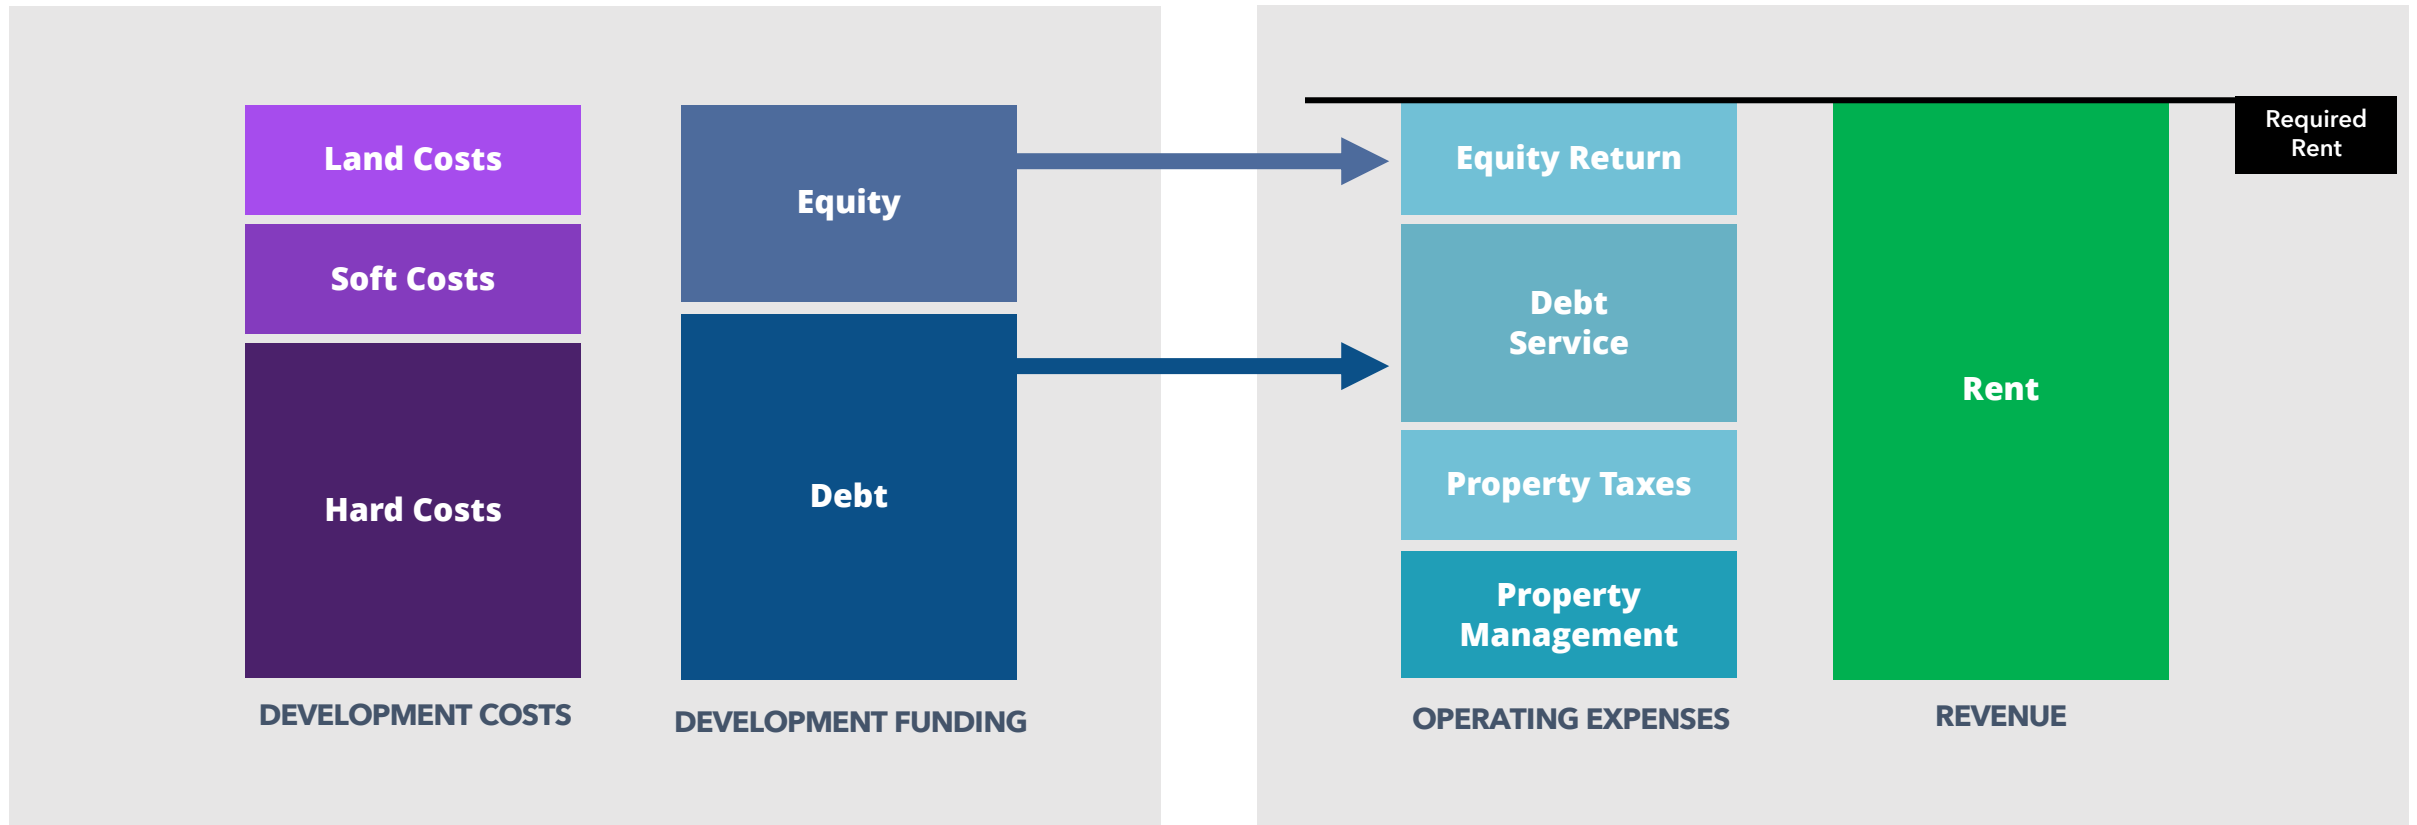 Land Costs
Soft Costs
Hard Costs
DEVELOPMENT COSTS
Equity
Debt
DEVELOPMENT FUNDING
Equity Return
Debt
Service
Property Taxes
Property
Management
OPERATING EXPENSES
Rent
REVENUE
Required
Rent